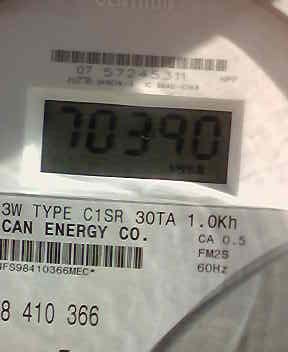 07 57245311
70390
3W TYPE C1SR 30TA 1.0Kh
CAN ENERGY CO.
CA 0.5
FM2S
60Hz
NFS98410366MEC*
8 410 366